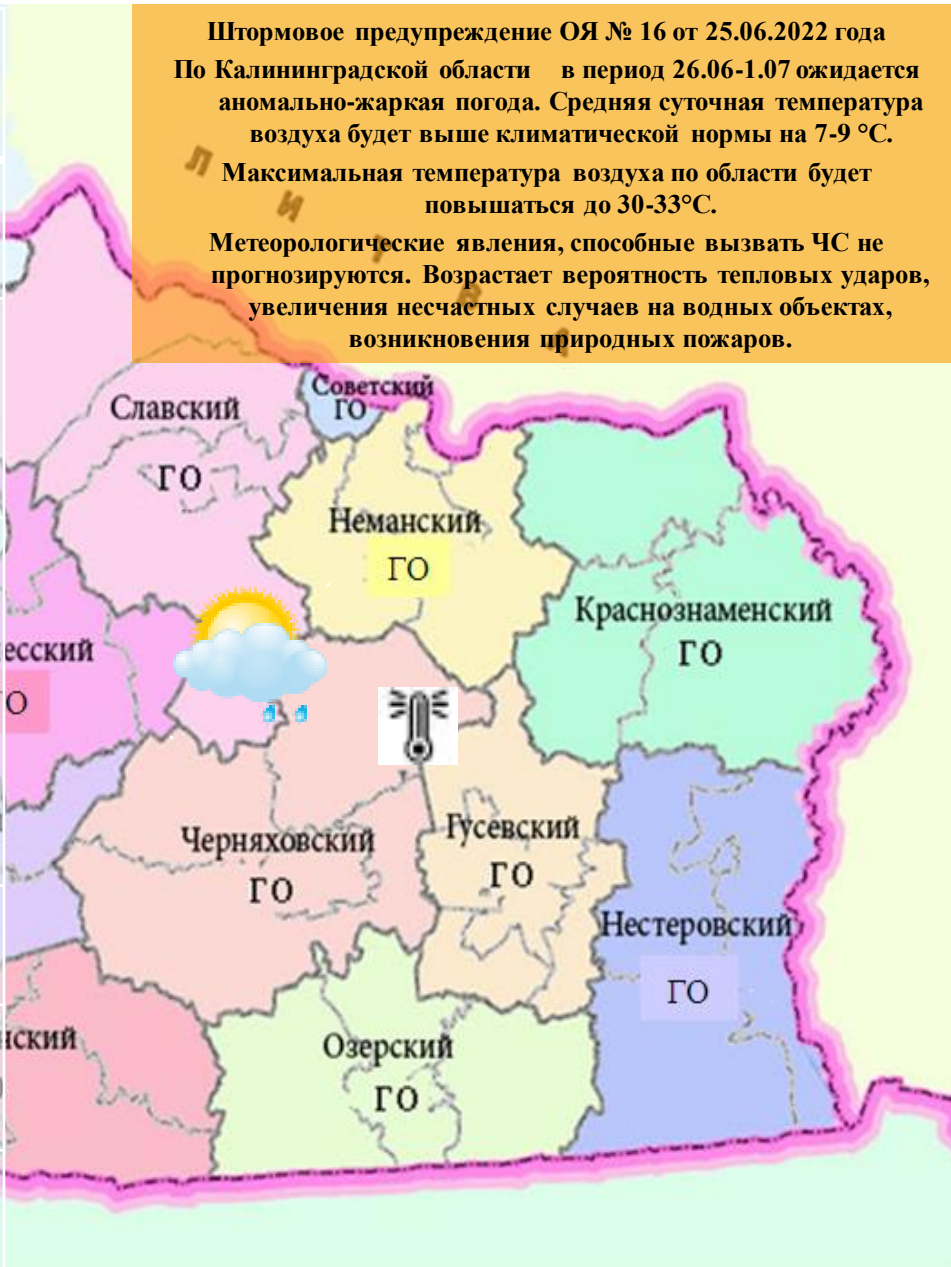 Штормовое предупреждение ОЯ № 16 от 25.06.2022 года
По Калининградской области в период 26.06-1.07 ожидается
аномально-жаркая погода. Средняя суточная температура
воздуха будет выше климатической нормы на 7-9 °С.
Максимальная температура воздуха по области будет
повышаться до 30-33°С.
Метеорологические явления, способные вызвать ЧС не
прогнозируются. Возрастает вероятность тепловых ударов,
увеличения несчастных случаев на водных объектах,
возникновения природных пожаров.
ЛИТВА
Советский
ГО
Славский
ГО
Неманский
ГО
Краснознаменский
ГО
есский
О
Черняховский
ГО
Гусевский
ГО
Нестеровский
ГО
нский
Озерский
ГО